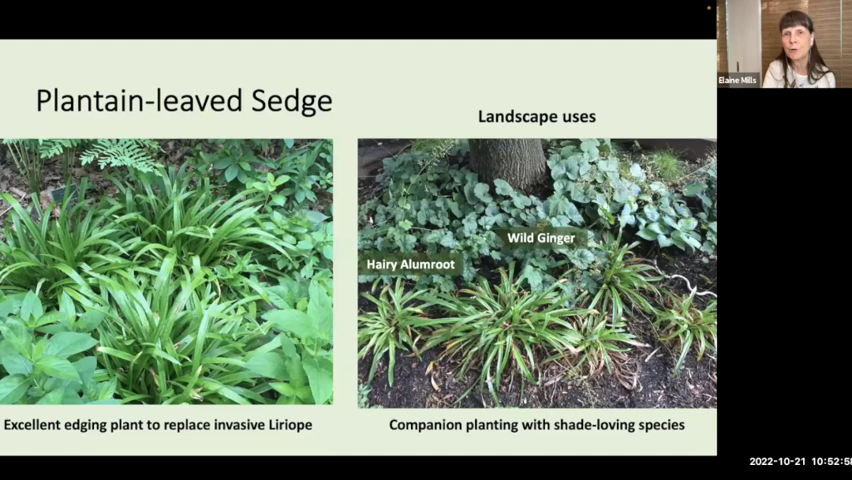 Elaine Mills
Plantain-leaved Sedge
Landscape uses
Wild Ginger
Hairy Alumroot
Excellent edging plant to replace invasive Liriope
Companion planting with shade-loving species
2022-10-21 10:52:58